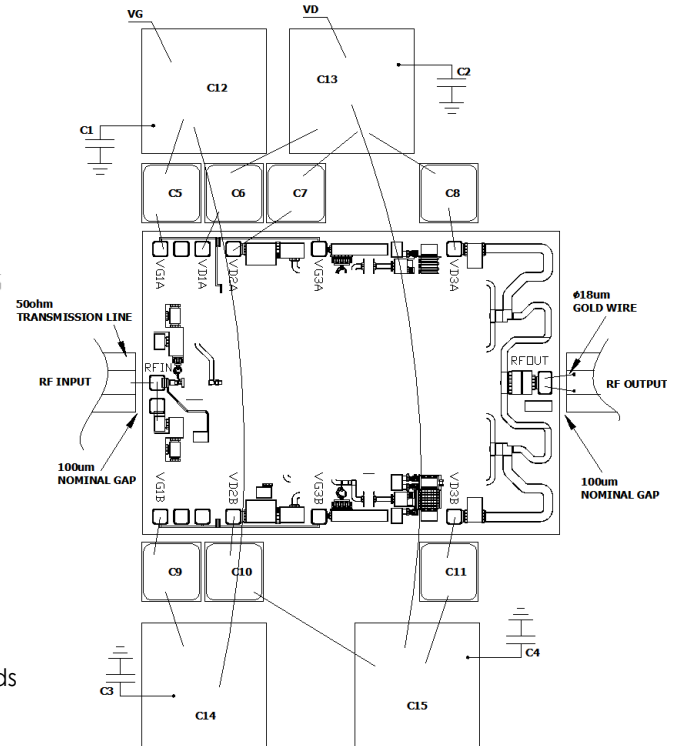 VG
VD
C12
C13
C2
C1
C5
C6
C7
C8
VG1A
VD1A
VD2A
VG3A
VD3A
50ohm
TRANSMISSION LINE
ø18um
GOLD WIRE
RFIN
RFOUT
RF INPUT
RF OUTPUT
100um
NOMINAL GAP
100um
NOMINAL GAP
VG1B
VD2B
VG3B
VD3B
C9
C10
C11
C3
C4
C14
C15
ds